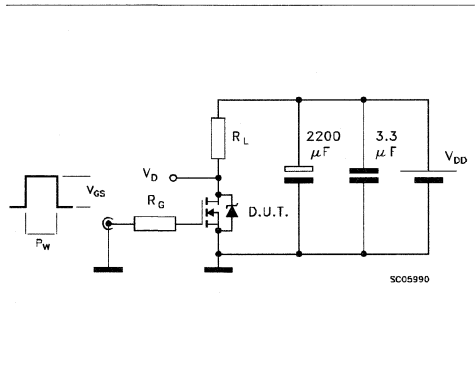 2200
μF
3.3
μF
R_L
V_DD
V_D
V_GS
R_G
D.U.T.
P_W
SC05990